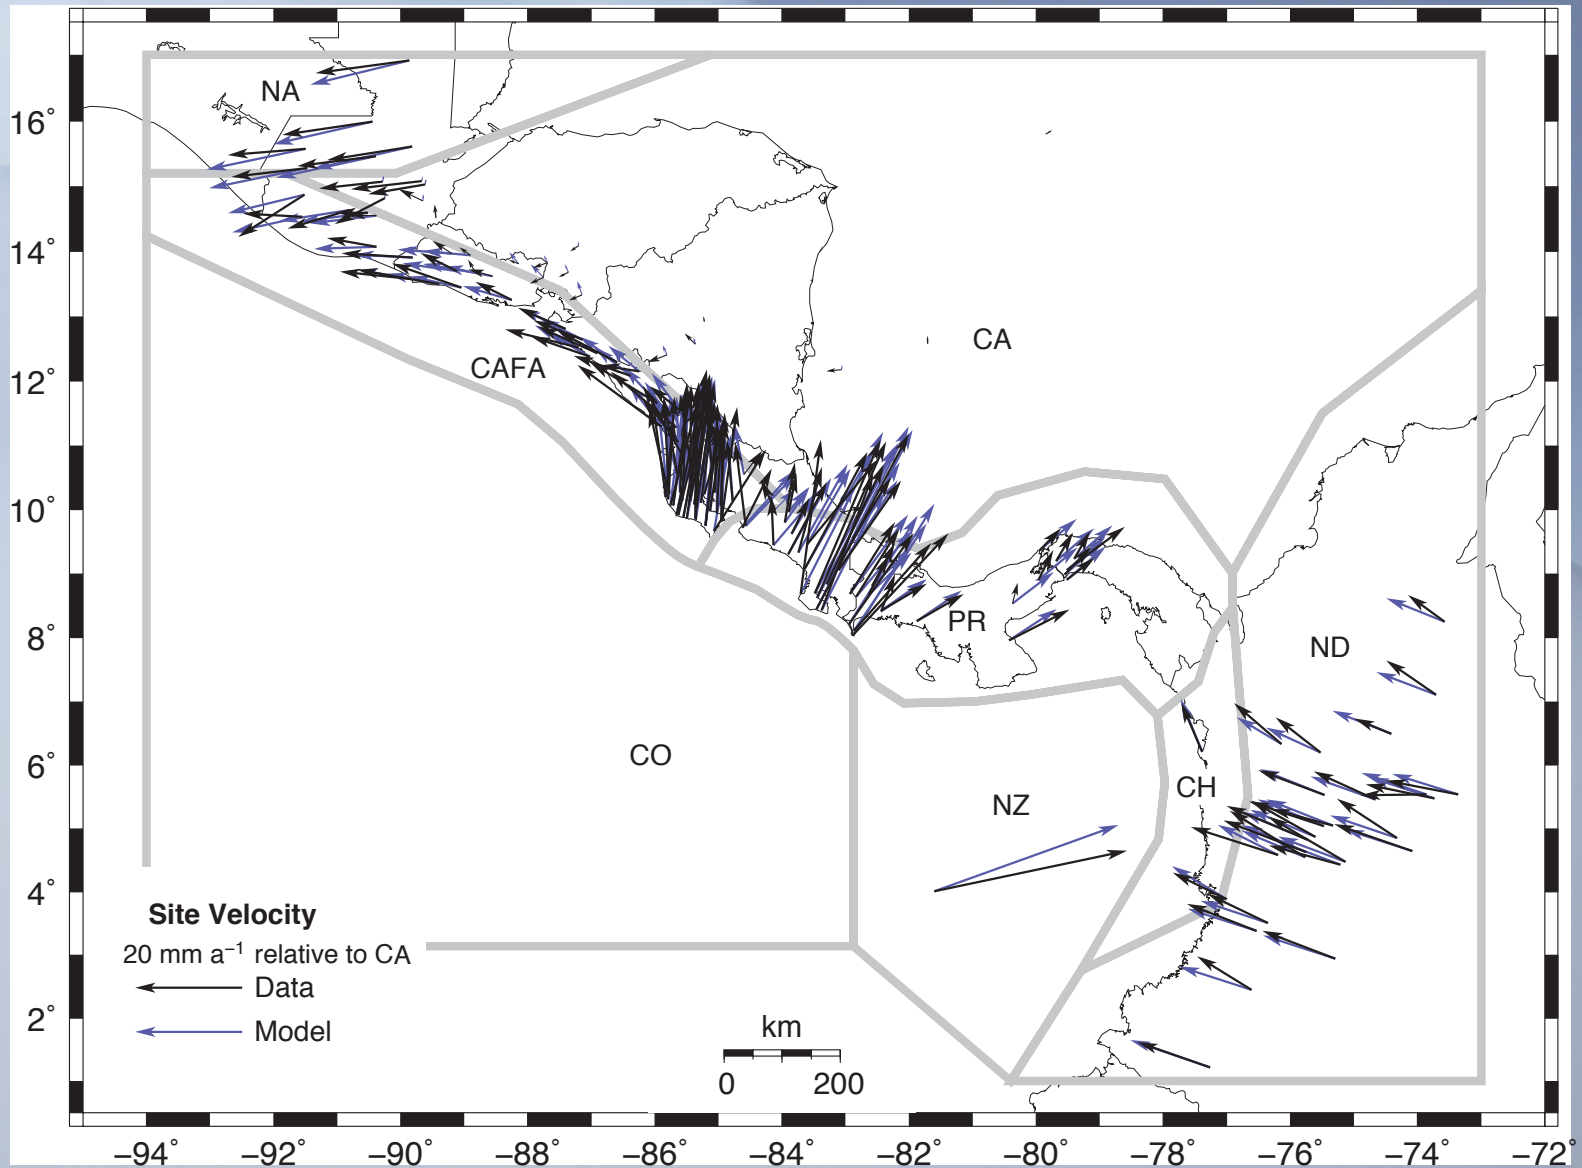 16°
14°
12°
10°
8°
6°
4°
2°
NA
CA
CAFA
PR
ND
CO
NZ
CH
Site Velocity
20 mm a⁻¹ relative to CA
Data
Model
km
0 200
−94° −92° −90° −88° −86° −84° −82° −80° −78° −76° −74° −72°